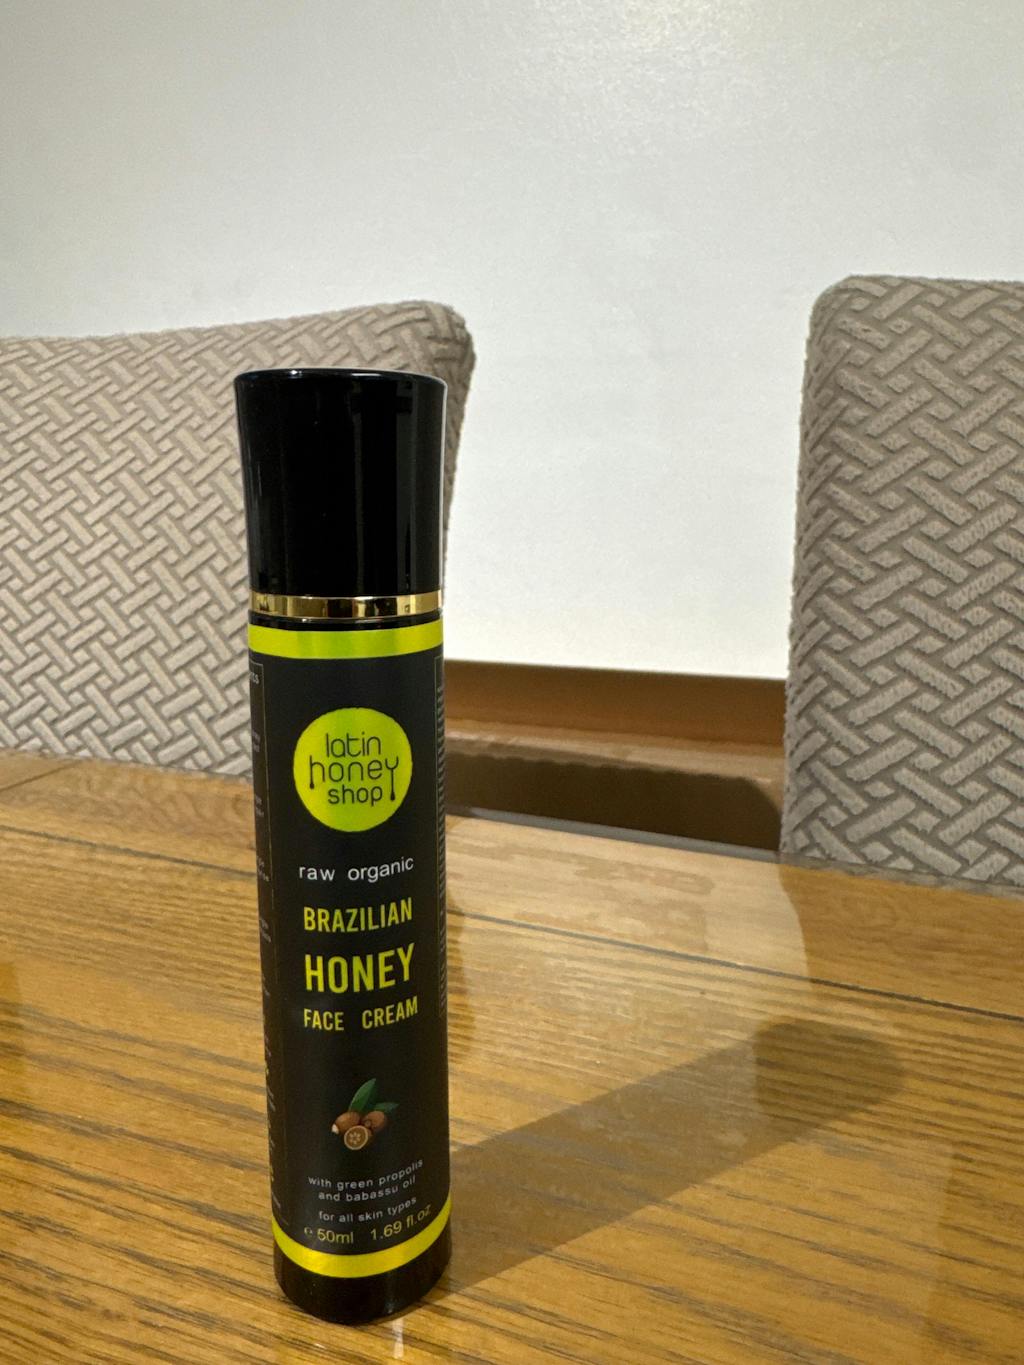 latin
honey
shop
raw organic
BRAZILIAN
HONEY
FACE CREAM
with green propolis
and babassu oil
for all skin types
℮ 50ml 1.69 fl.oz